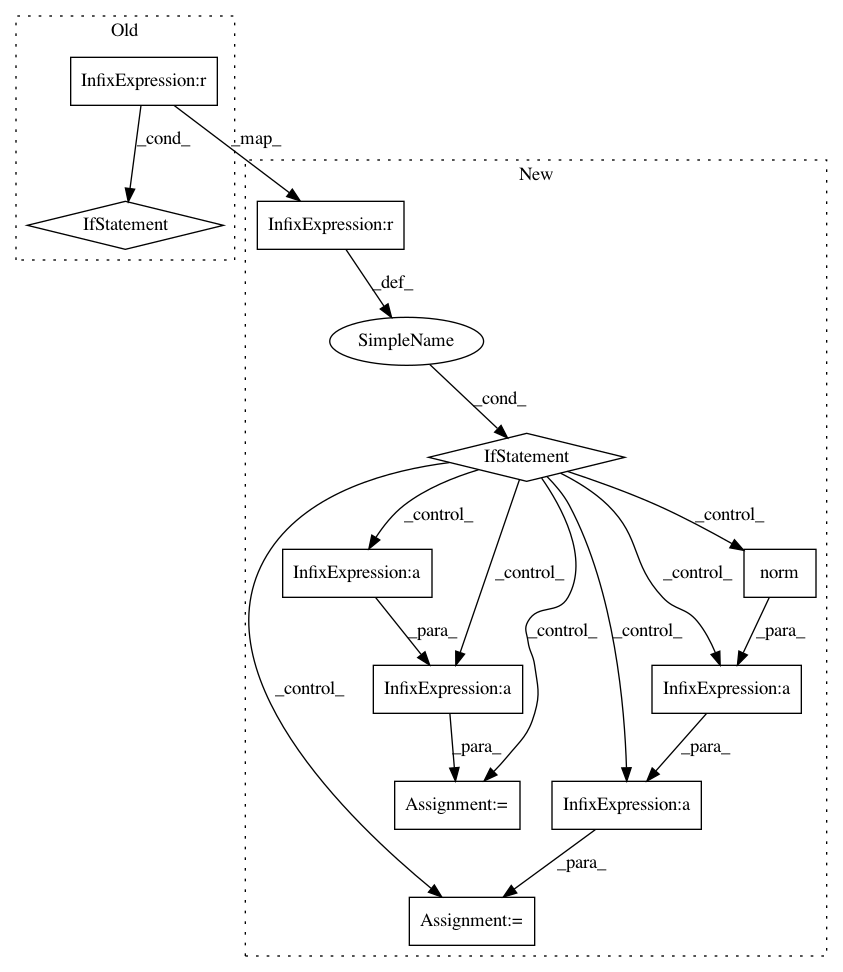 Old
InfixExpression:r
_cond_
_map_
New
IfStatement
InfixExpression:r
_def_
SimpleName
_cond_
IfStatement
_control_
_control_
InfixExpression:a
_control_
_control_
norm
_para_
_control_
_control_
_para_
_control_
InfixExpression:a
InfixExpression:a
_para_
_para_
Assignment:=
InfixExpression:a
_para_
Assignment:=